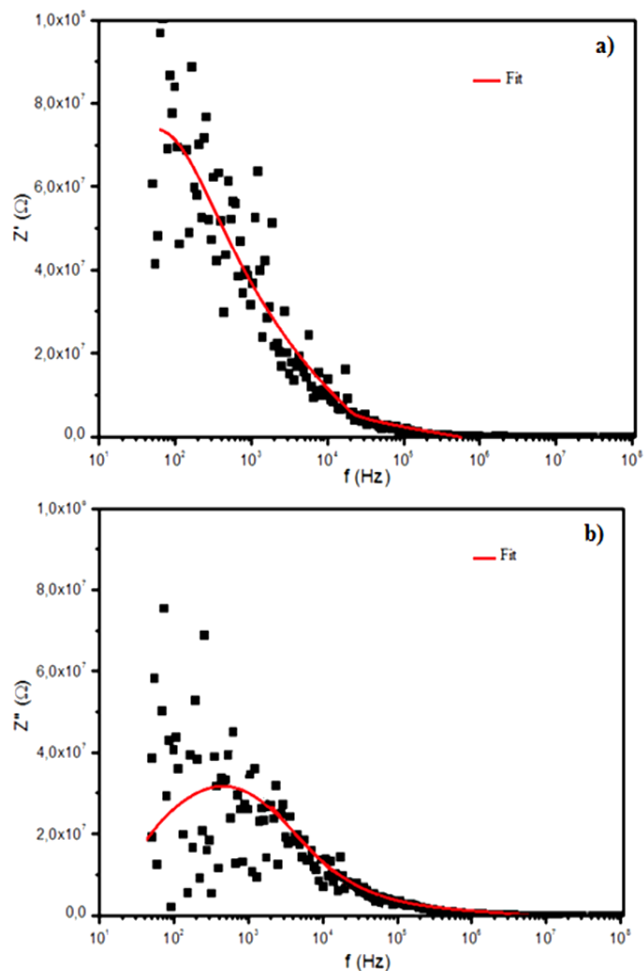 1,0x10⁸
a)
Fit
8,0x10⁷
6,0x10⁷
Z' (Ω)
4,0x10⁷
2,0x10⁷
0,0
10¹ 10² 10³ 10⁴ 10⁵ 10⁶ 10⁷ 10⁸
f (Hz)
1,0x10⁸
b)
Fit
8,0x10⁷
6,0x10⁷
Z" (Ω)
4,0x10⁷
2,0x10⁷
0,0
10¹ 10² 10³ 10⁴ 10⁵ 10⁶ 10⁷ 10⁸
f (Hz)